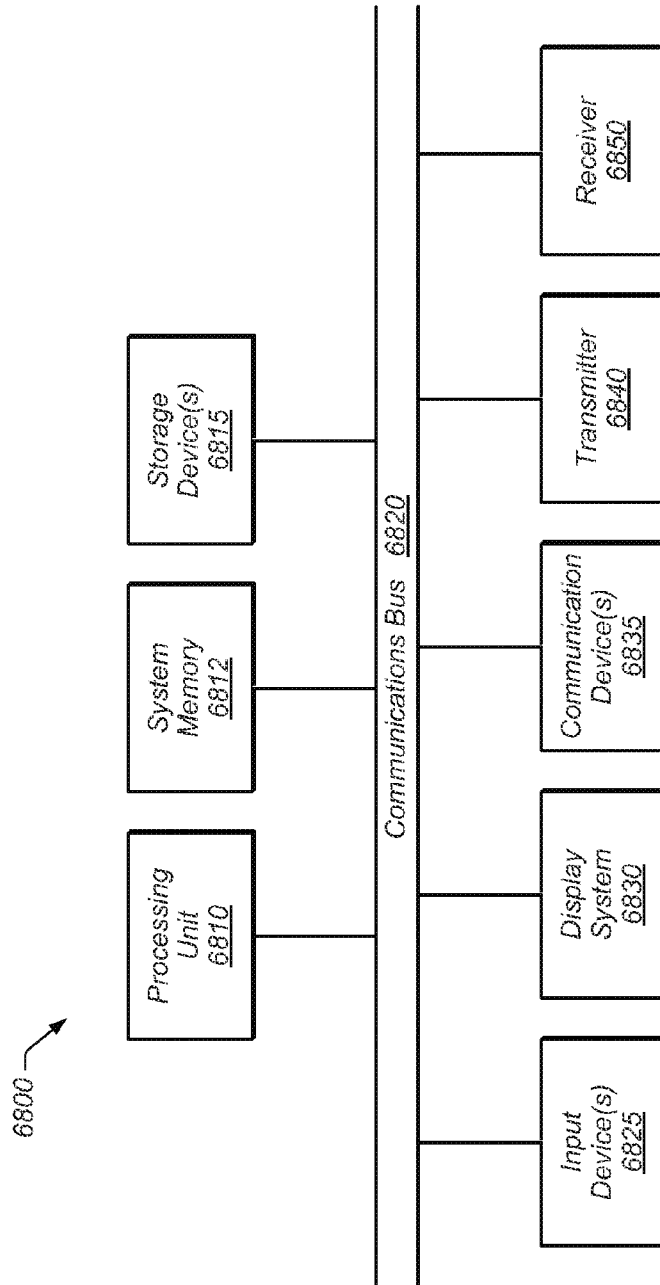 6800
Processing
Unit
6810
System
Memory
6812
Storage
Device(s)
6815
Communications Bus 6820
Input
Device(s)
6825
Display
System
6830
Communication
Device(s)
6835
Transmitter
6840
Receiver
6850